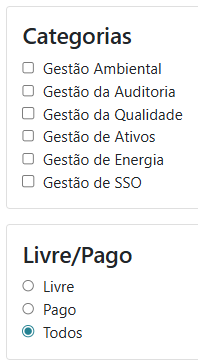 Categorias
Gestão Ambiental
Gestão da Auditoria
Gestão da Qualidade
Gestão de Ativos
Gestão de Energia
Gestão de SSO
Livre/Pago
Livre
Pago
Todos